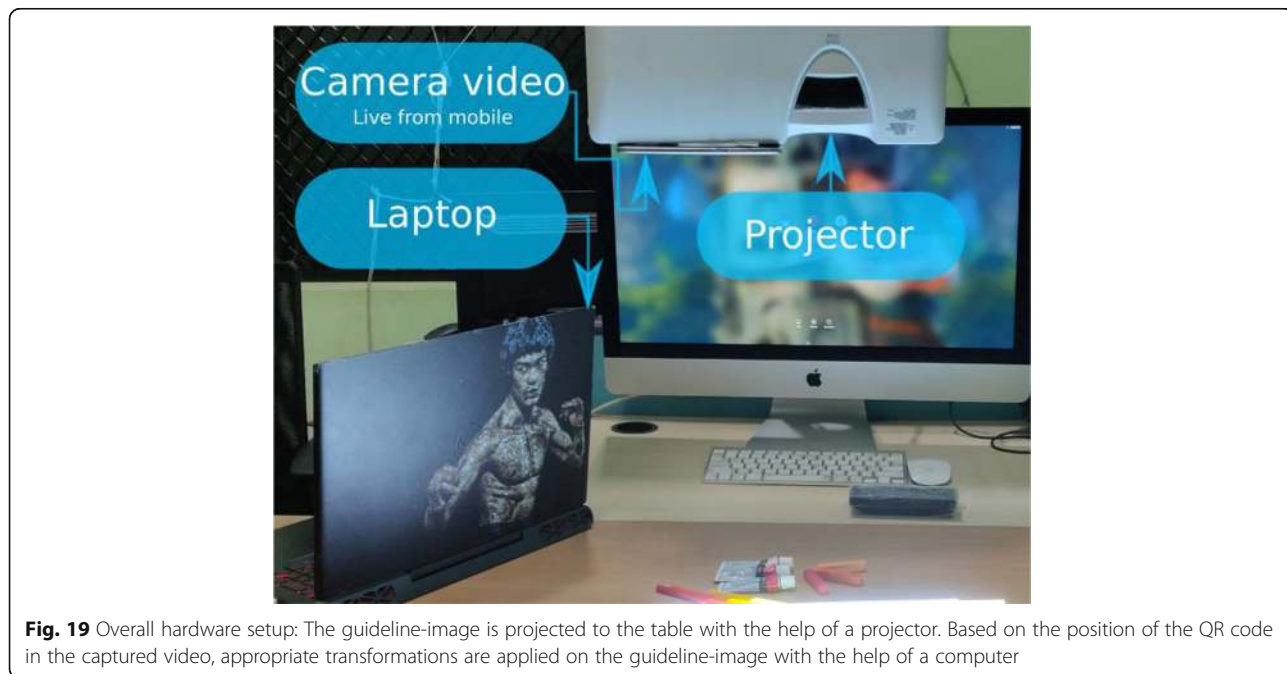 Camera video
Live from mobile
Laptop
Projector
Fig. 19 Overall hardware setup: The guideline-image is projected to the table with the help of a projector. Based on the position of the QR code
in the captured video, appropriate transformations are applied on the guideline-image with the help of a computer